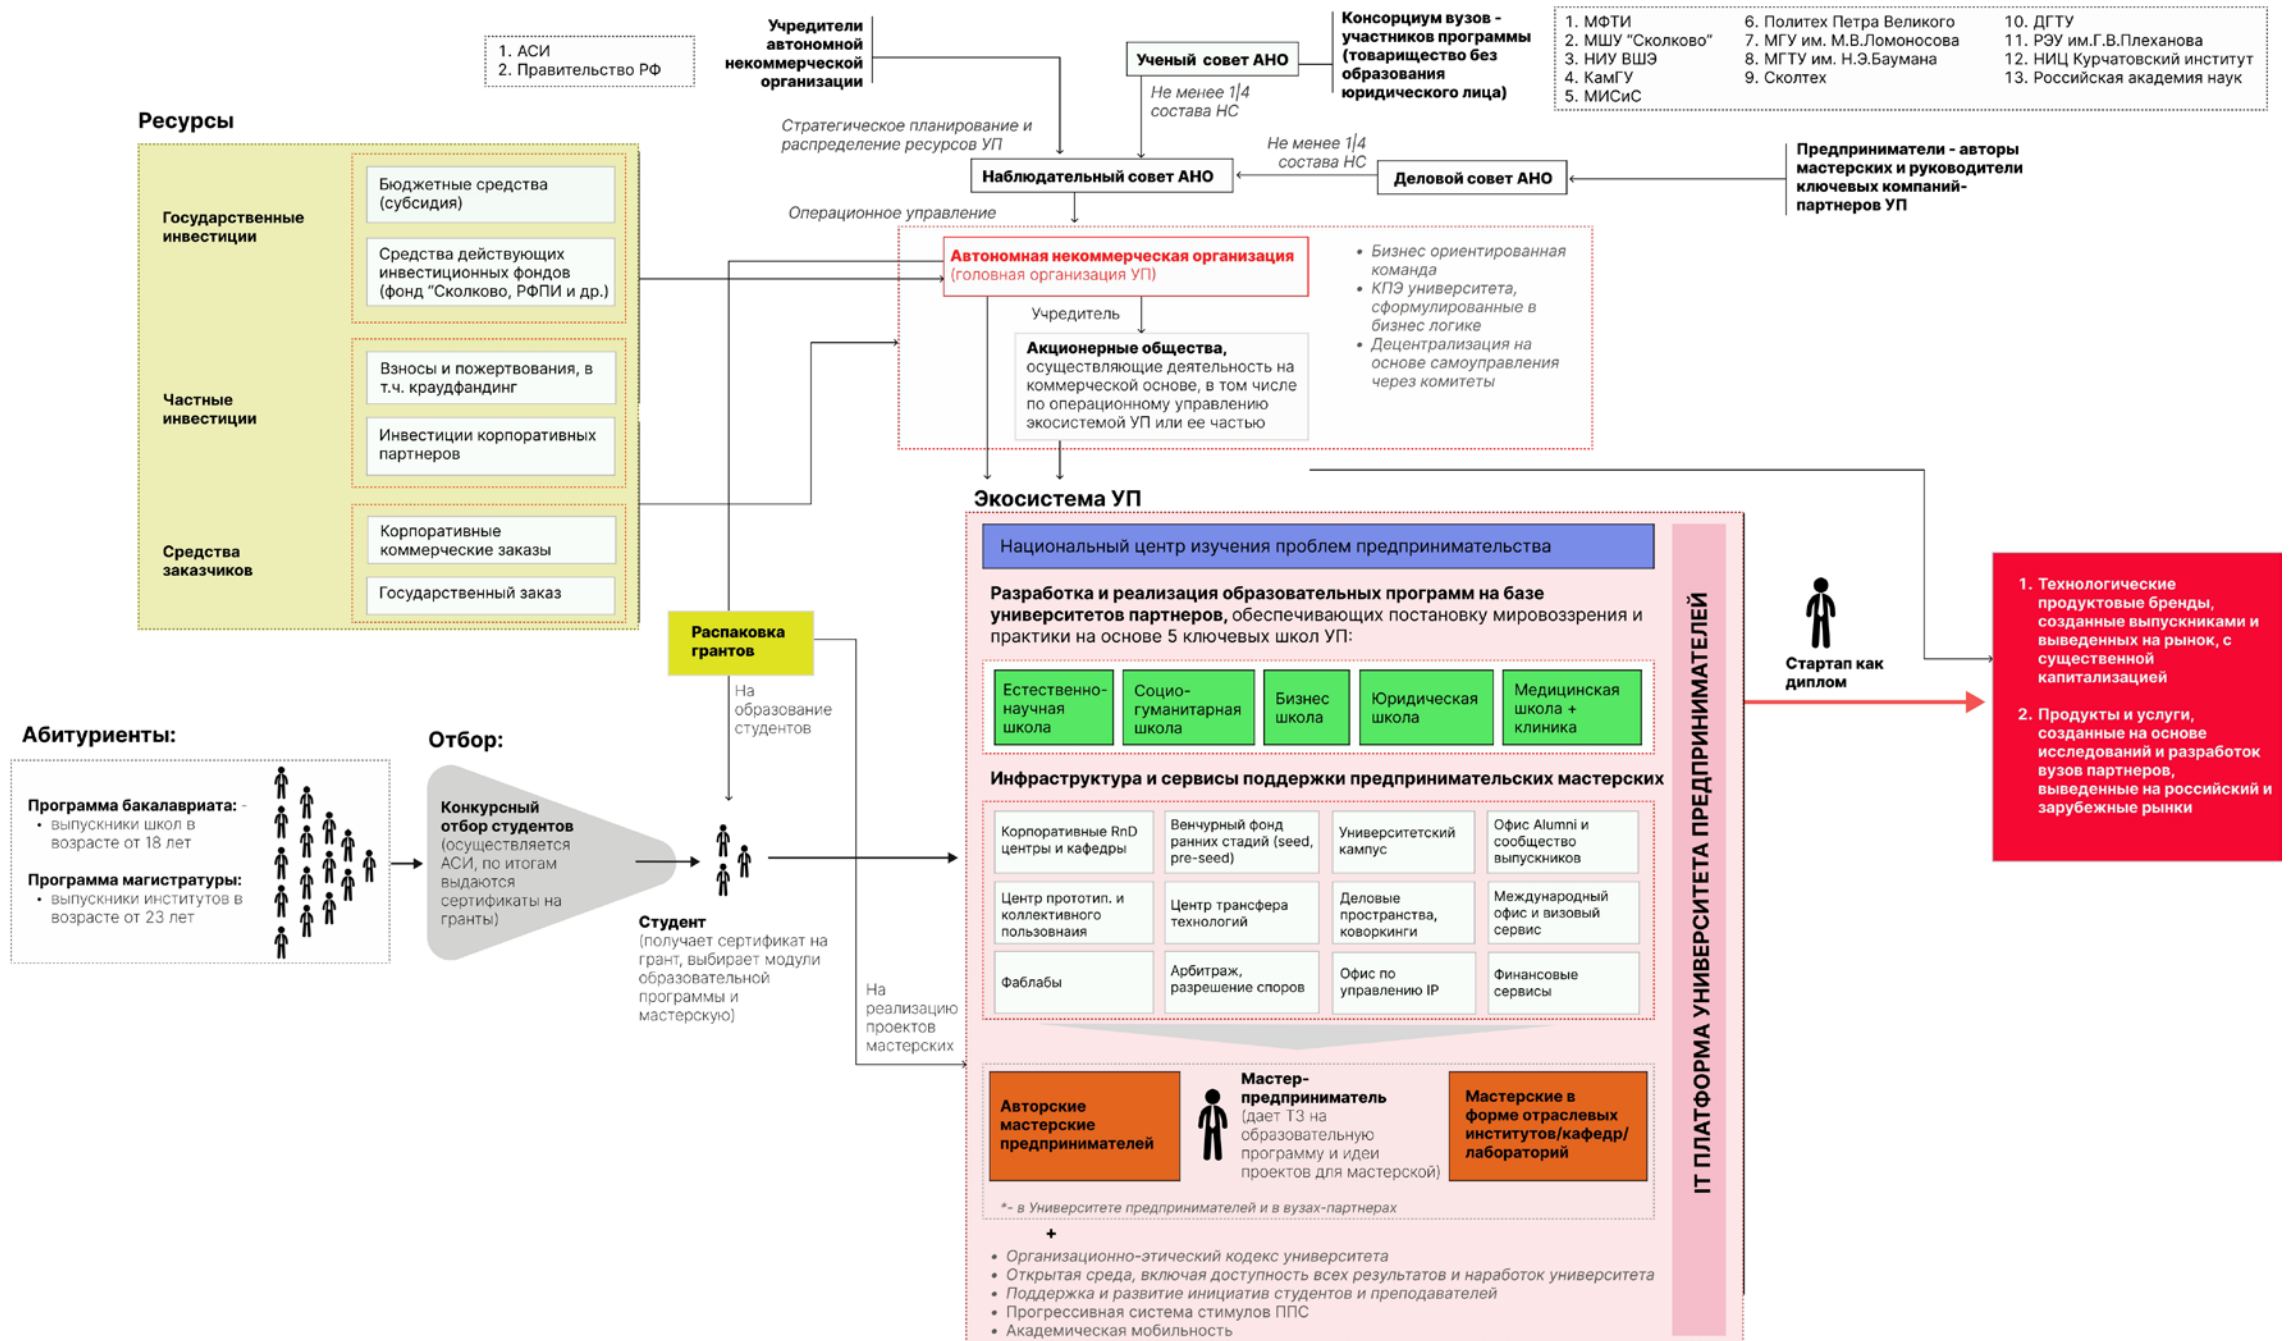 1. АСИ
2. Правительство РФ
Учредители
автономной
некоммерческой
организации
Ученый совет АНО
Консорциум вузов -
участников программы
(товарищество без
образования
юридического лица)
1. МФТИ
2. МШУ “Сколково”
3. НИУ ВШЭ
4. КамГУ
5. МИСиС
6. Политех Петра Великого
7. МГУ им. М.В.Ломоносова
8. МГТУ им. Н.Э.Баумана
9. Сколтех
10. ДГТУ
11. РЭУ им.Г.В.Плеханова
12. НИЦ Курчатовский институт
13. Российская академия наук
Не менее 1|4
состава НС
Стратегическое планирование и
распределение ресурсов УП
Не менее 1|4
состава НС
Наблюдательный совет АНО
Деловой совет АНО
Предприниматели - авторы
мастерских и руководители
ключевых компаний-
партнеров УП
Операционное управление
Ресурсы
Государственные
инвестиции
Бюджетные средства
(субсидия)
Средства действующих
инвестиционных фондов
(фонд “Сколково, РФПИ и др.)
Частные
инвестиции
Взносы и пожертвования, в
т.ч. краудфандинг
Инвестиции корпоративных
партнеров
Средства
заказчиков
Корпоративные
коммерческие заказы
Государственный заказ
Автономная некоммерческая организация
(головная организация УП)
Учредитель
Акционерные общества,
осуществляющие деятельность на
коммерческой основе, в том числе
по операционному управлению
экосистемой УП или ее частью
• Бизнес ориентированная
команда
• КПЭ университета,
сформулированные в
бизнес логике
• Децентрализация на
основе самоуправления
через комитеты
Распаковка
грантов
На
образование
студентов
На
реализацию
проектов
мастерских
Абитуриенты:
Программа бакалавриата: -
• выпускники школ в
возрасте от 18 лет
Программа магистратуры:
• выпускники институтов в
возрасте от 23 лет
Отбор:
Конкурсный
отбор студентов
(осуществляется
АСИ, по итогам
выдаются
сертификаты на
гранты)
Студент
(получает сертификат на
грант, выбирает модули
образовательной
программы и
мастерскую)
Экосистема УП
Национальный центр изучения проблем предпринимательства
Разработка и реализация образовательных программ на базе
университетов партнеров, обеспечивающих постановку мировоззрения и
практики на основе 5 ключевых школ УП:
Естественно-
научная
школа
Социо-
гуманитарная
школа
Бизнес
школа
Юридическая
школа
Медицинская
школа +
клиника
Инфраструктура и сервисы поддержки предпринимательских мастерских
Корпоративные RnD
центры и кафедры
Венчурный фонд
ранних стадий (seed,
pre-seed)
Университетский
кампус
Офис Alumni и
сообщество
выпускников
Центр прототип. и
коллективного
пользовнаия
Центр трансфера
технологий
Деловые
пространства,
коворкинги
Международный
офис и визовый
сервис
Фаблабы
Арбитраж,
разрешение споров
Офис по
управлению IP
Финансовые
сервисы
Авторские
мастерские
предпринимателей
Мастер-
предприниматель
(дает ТЗ на
образовательную
программу и идеи
проектов для мастерской)
Мастерские в
форме отраслевых
институтов/кафедр/
лабораторий
*- в Университете предпринимателей и в вузах-партнерах
+
• Организационно-этический кодекс университета
• Открытая среда, включая доступность всех результатов и наработок университета
• Поддержка и развитие инициатив студентов и преподавателей
• Прогрессивная система стимулов ППС
• Академическая мобильность
IT ПЛАТФОРМА УНИВЕРСИТЕТА ПРЕДПРИНИМАТЕЛЕЙ
Стартап как
диплом
1. Технологические
продуктовые бренды,
созданные выпускниками и
выведенных на рынок, с
существенной
капитализацией
2. Продукты и услуги,
созданные на основе
исследований и разработок
вузов партнеров,
выведенные на российский и
зарубежные рынки